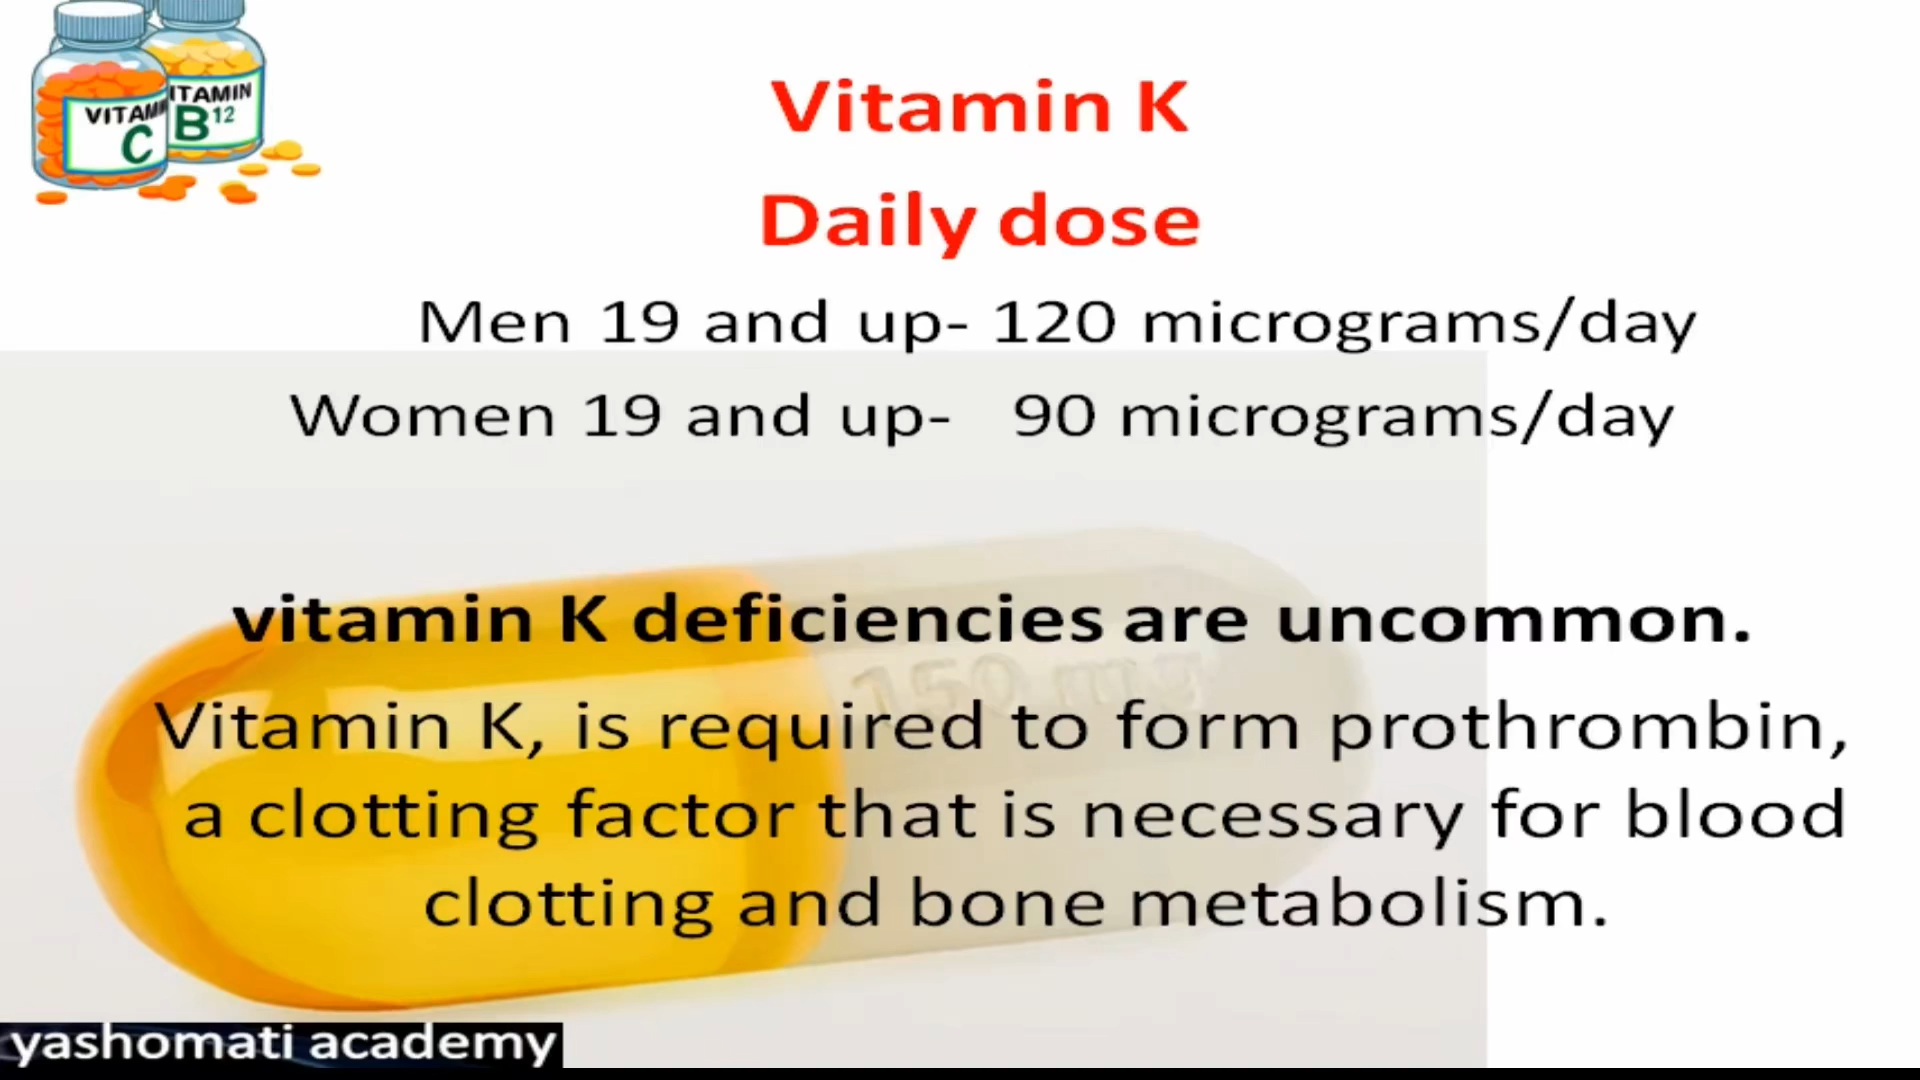 VITAMIN
C
VITAMIN
B12
Vitamin K
Daily dose
Men 19 and up- 120 micrograms/day
Women 19 and up- 90 micrograms/day
vitamin K deficiencies are uncommon.
150 mg
Vitamin K, is required to form prothrombin,
a clotting factor that is necessary for blood
clotting and bone metabolism.
yashomati academy